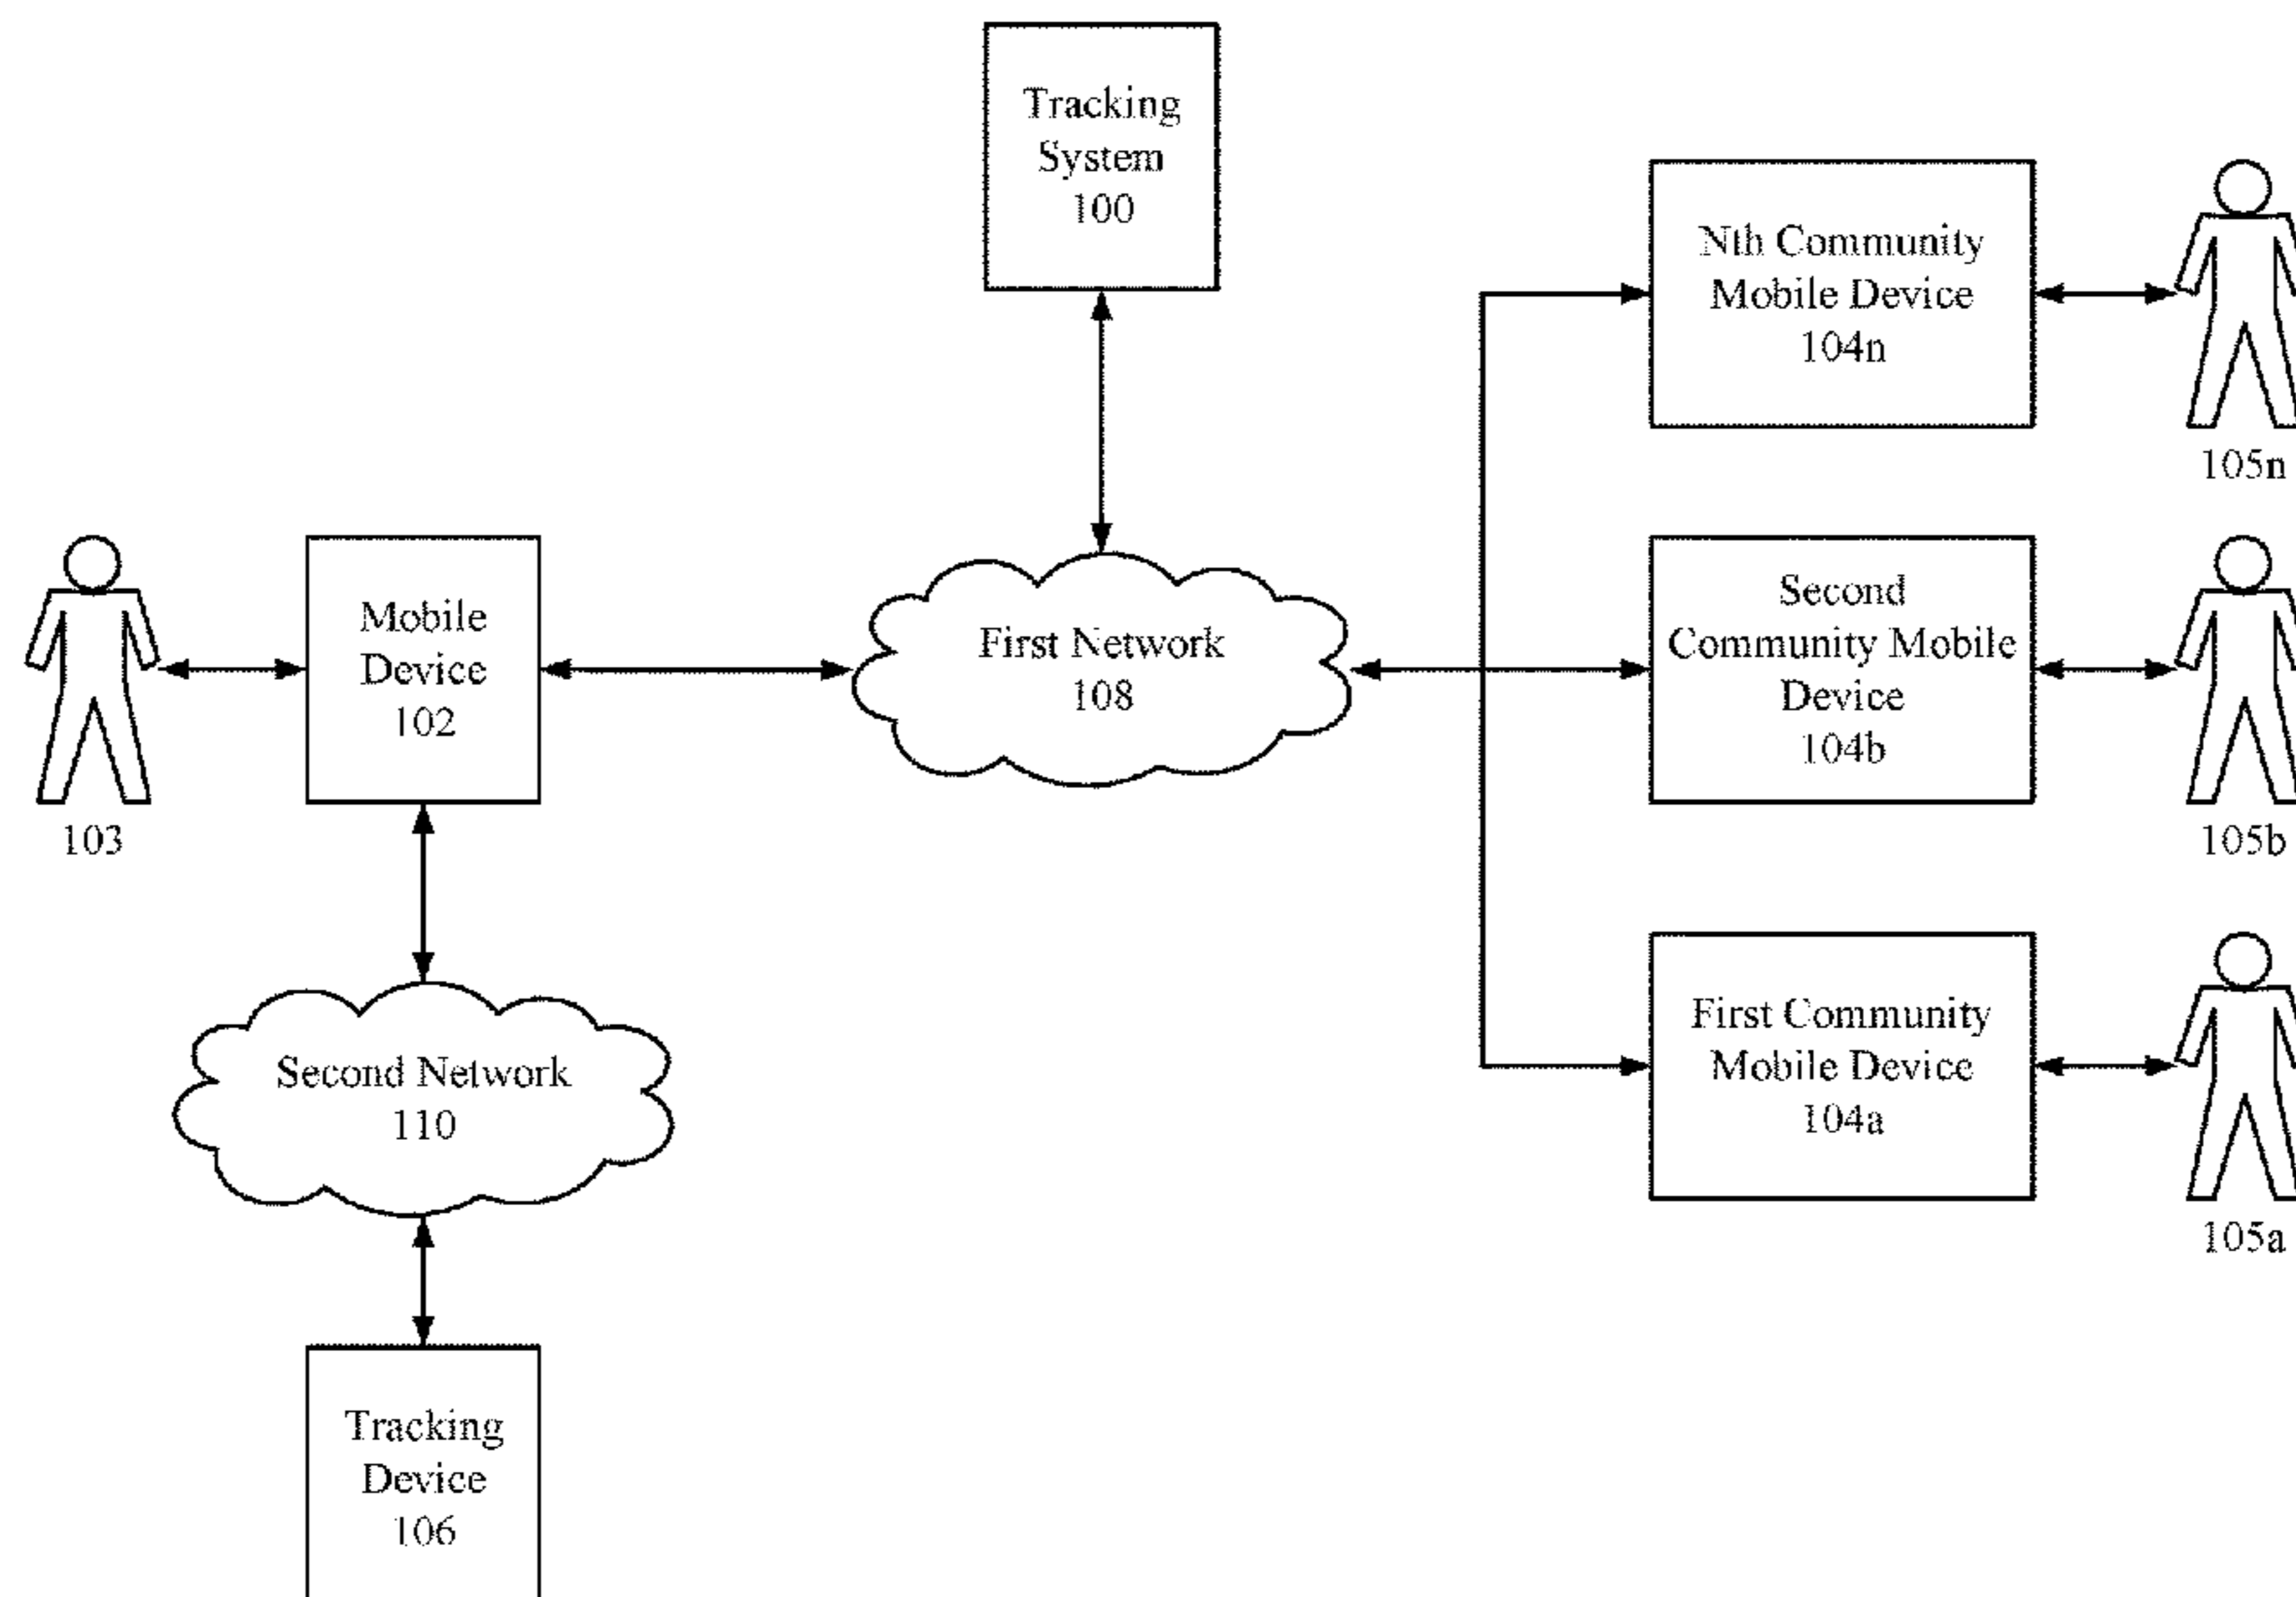 Tracking
System
100
Nth Community
Mobile Device
104n
105n
Mobile
Device
102
103
First Network
108
Second
Community Mobile
Device
104b
105b
Second Network
110
First Community
Mobile Device
104a
105a
Tracking
Device
106